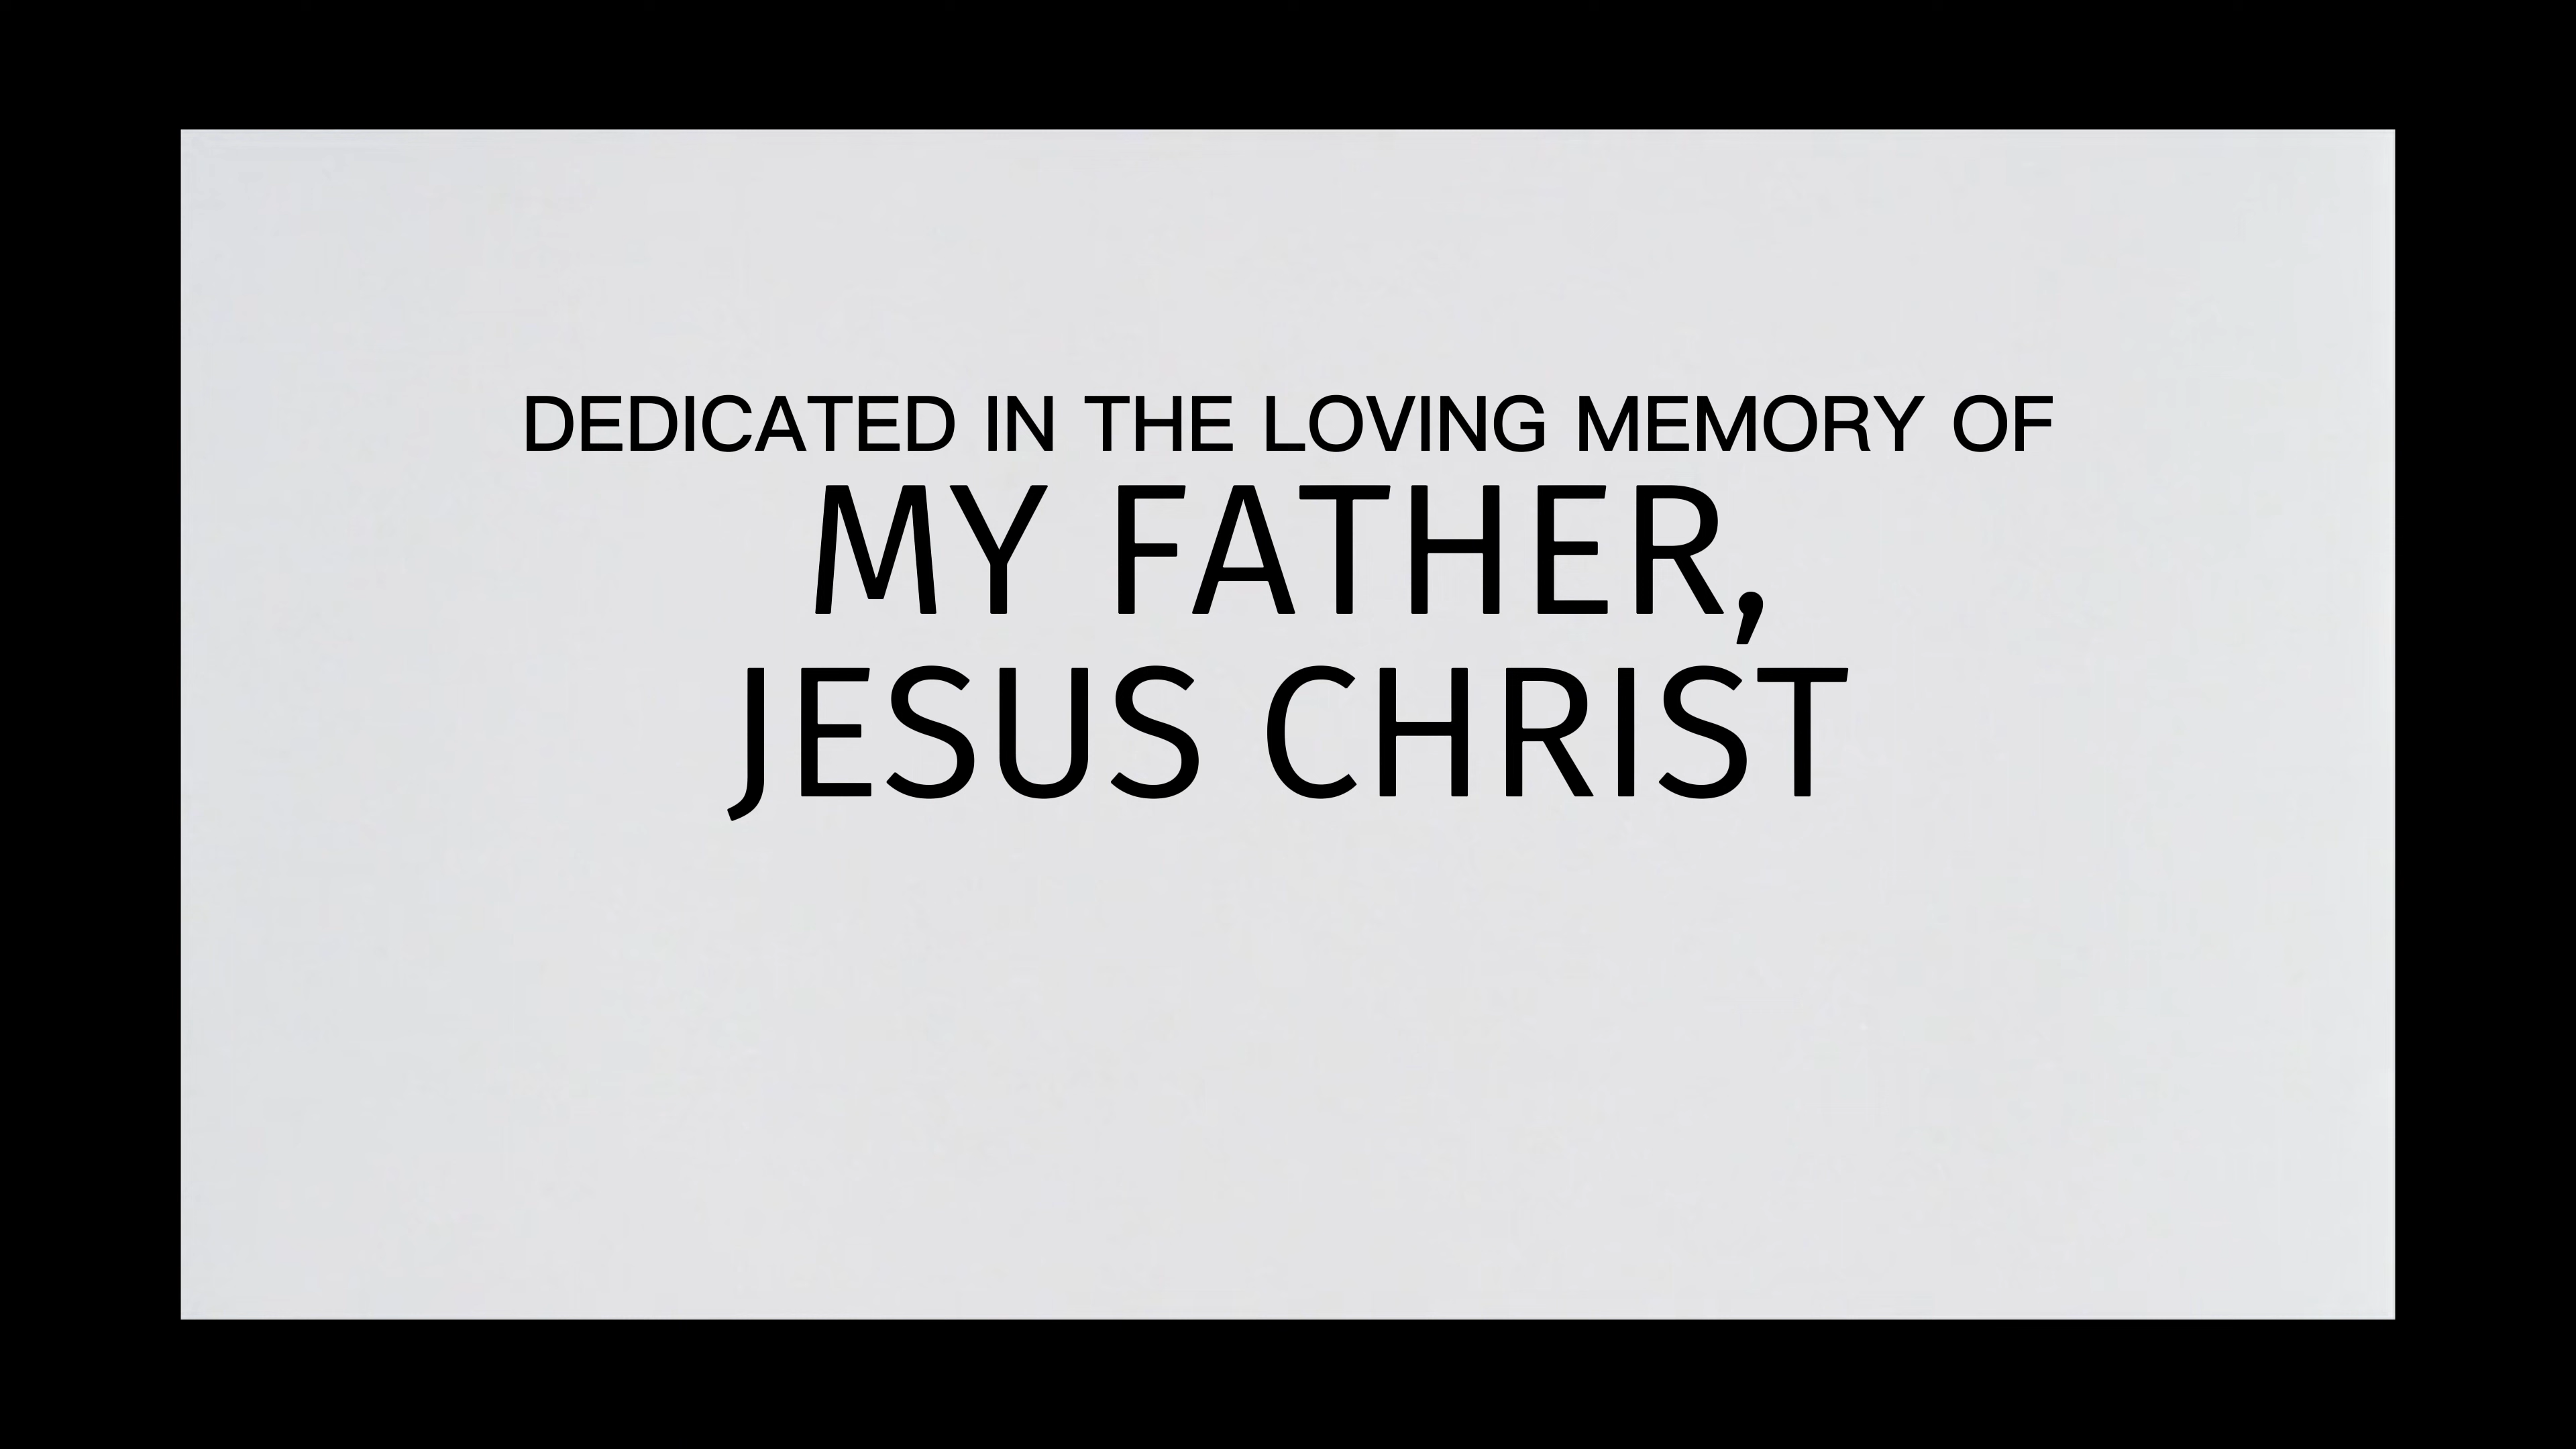 DEDICATED IN THE LOVING MEMORY OF
MY FATHER,
JESUS CHRIST